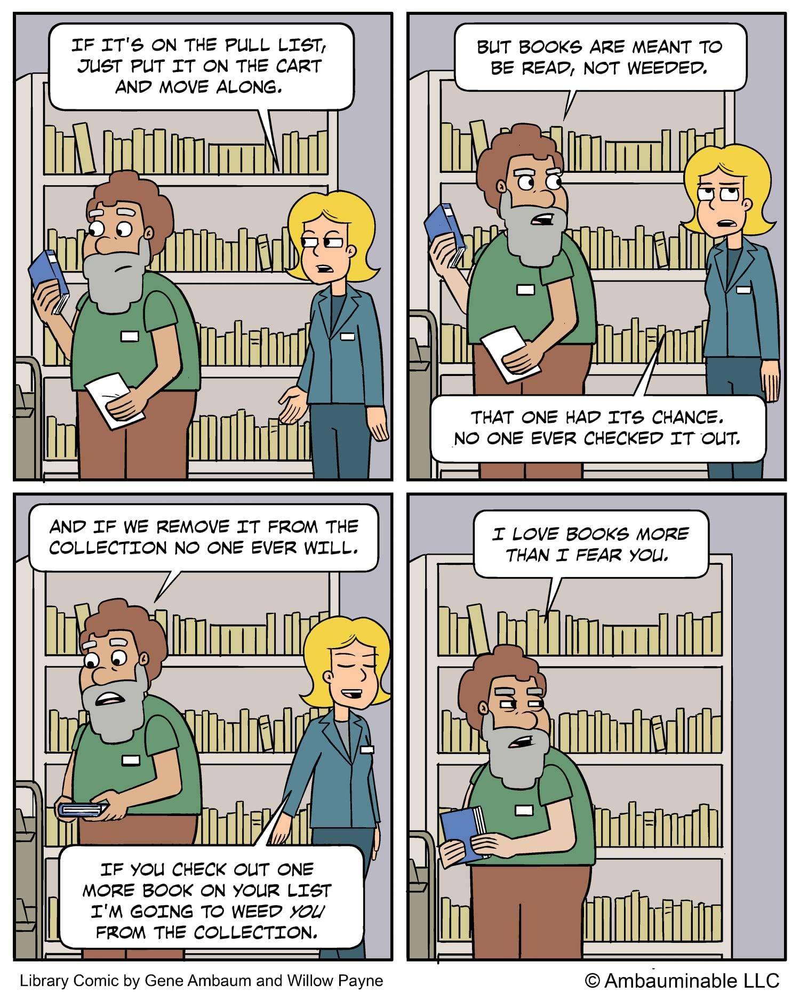 IF IT'S ON THE PULL LIST,
JUST PUT IT ON THE CART
AND MOVE ALONG.
BUT BOOKS ARE MEANT TO
BE READ, NOT WEEDED.
THAT ONE HAD ITS CHANCE.
NO ONE EVER CHECKED IT OUT.
AND IF WE REMOVE IT FROM THE
COLLECTION NO ONE EVER WILL.
IF YOU CHECK OUT ONE
MORE BOOK ON YOUR LIST
I'M GOING TO WEED YOU
FROM THE COLLECTION.
I LOVE BOOKS MORE
THAN I FEAR YOU.
Library Comic by Gene Ambaum and Willow Payne
© Ambauminable LLC